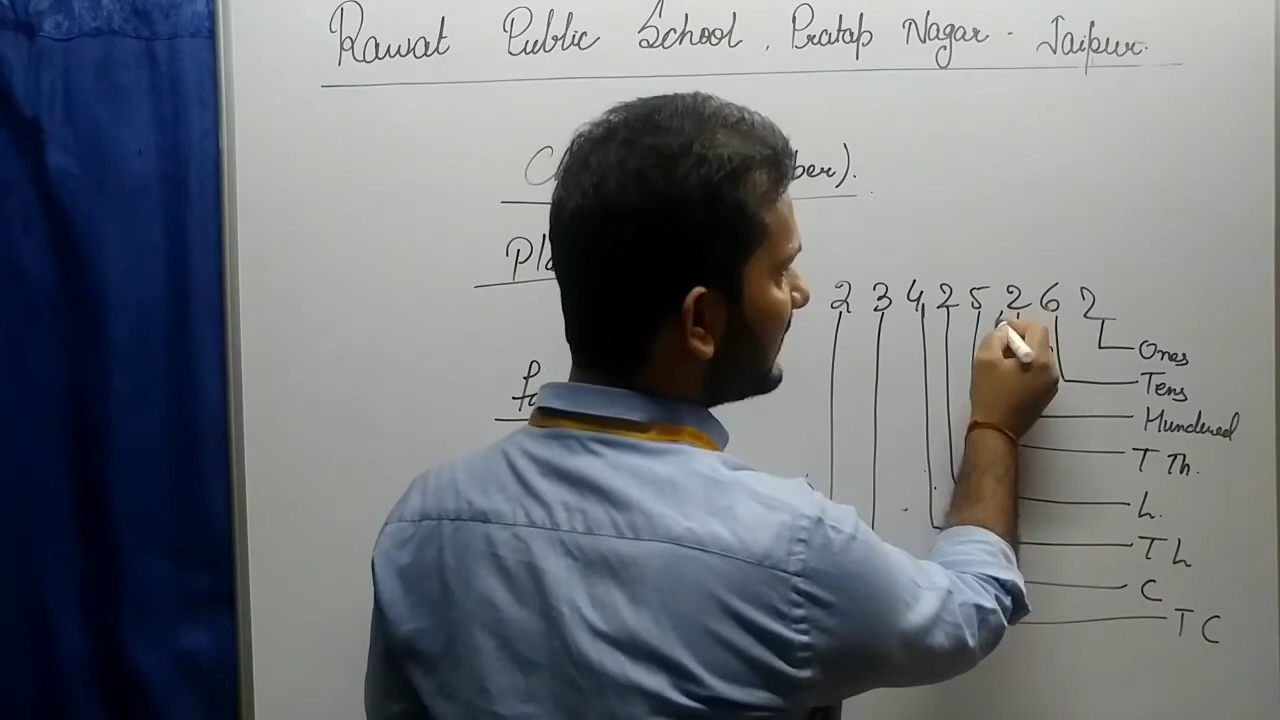 Rawat Public School, Pratap Nagar - Jaipur.
ber).
2 3 4 2 5 2 6 2
Ones
Tens
Hundered
T Th.
L.
T L
C
T C